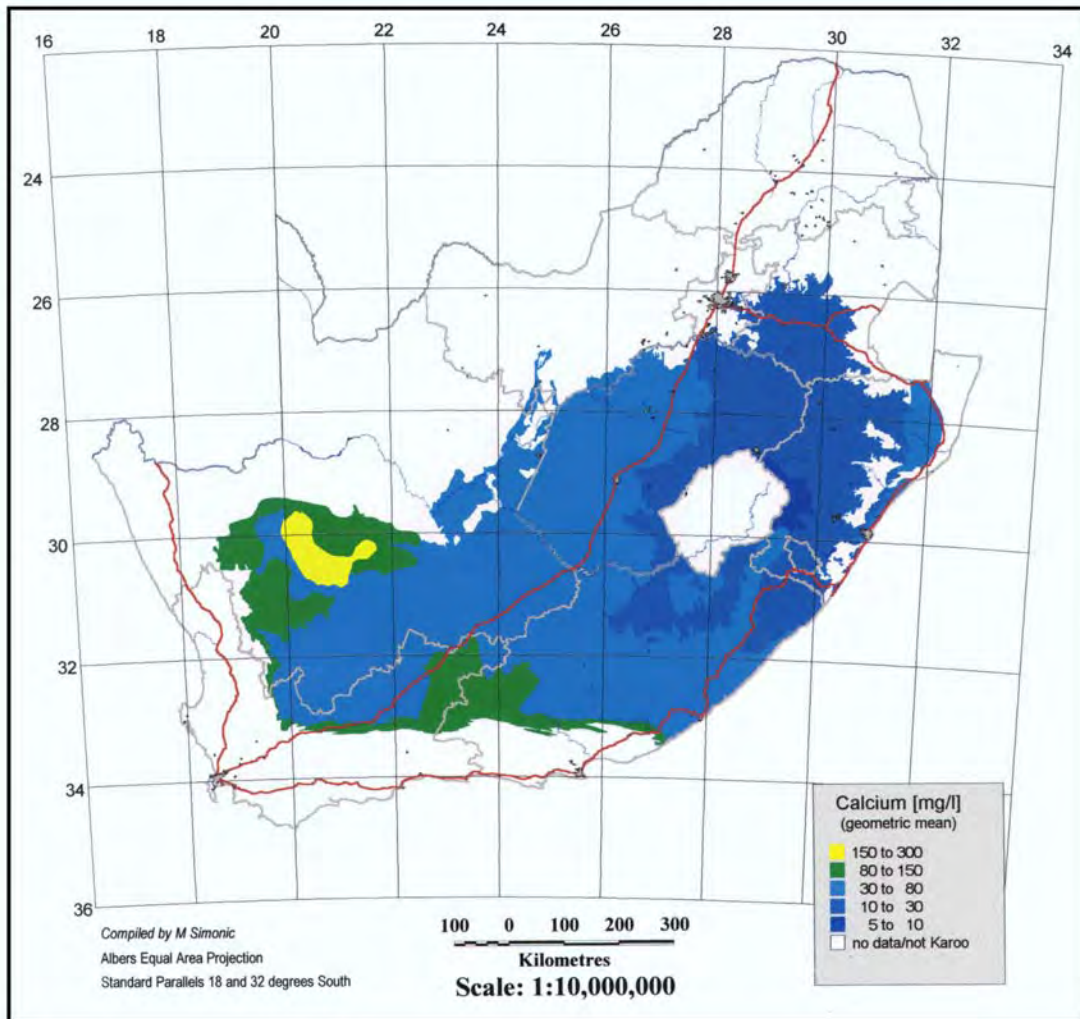 16 18 20 22 24 26 28 30 32 34
24
26
28
30
32
34
36
Calcium [mg/l]
(geometric mean)
150 to 300
80 to 150
30 to 80
10 to 30
5 to 10
no data/not Karoo
Compiled by M Simonic
Albers Equal Area Projection
Standard Parallels 18 and 32 degrees South
100 0 100 200 300
Kilometres
Scale: 1:10,000,000